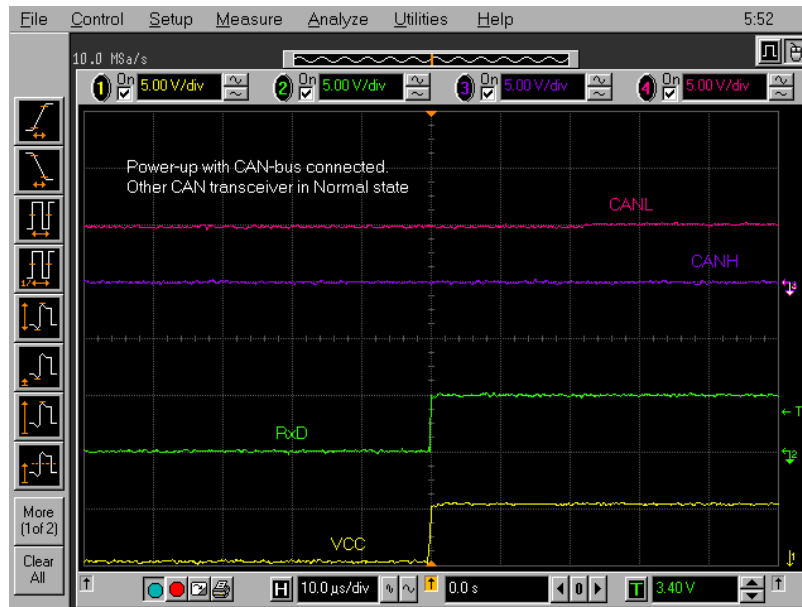 File Control Setup Measure Analyze Utilities Help 5:52
10.0 MSa/s
1 On 5.00 V/div 2 On 5.00 V/div 3 On 5.00 V/div 4 On 5.00 V/div
Power-up with CAN-bus connected.
Other CAN transceiver in Normal state
CANL
CANH
T
RxD
2
VCC
1
1/
More
(1of 2)
Clear
All
H 10.0 µs/div 0.0 s 0 T 3.40 V